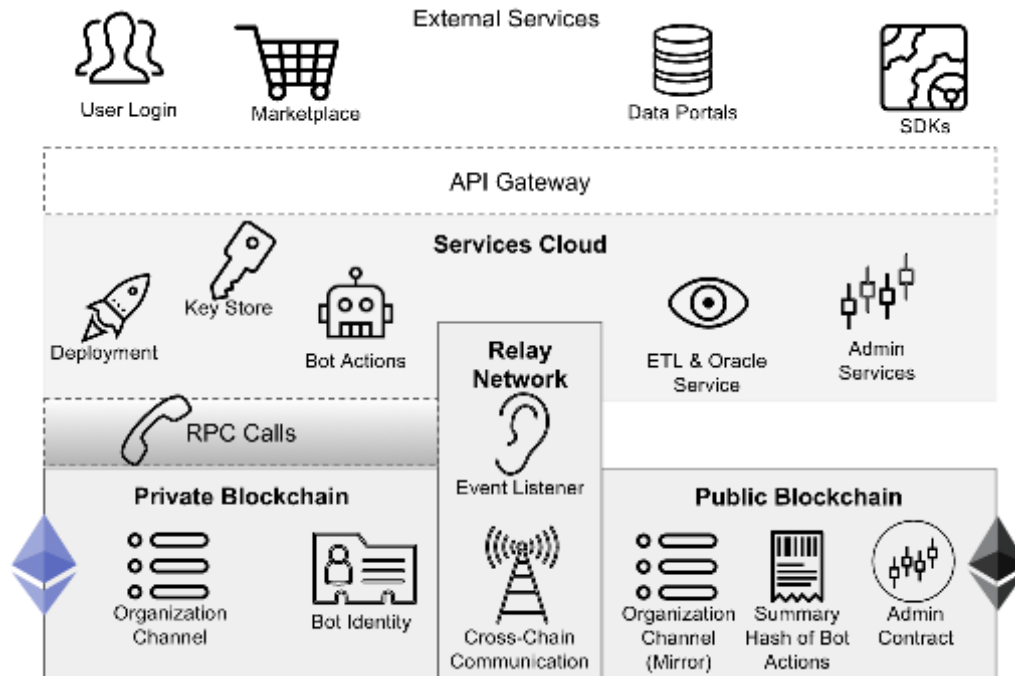 External Services
User Login
Marketplace
Data Portals
SDKs
API Gateway
Services Cloud
Key Store
Deployment
Bot Actions
ETL & Oracle
Service
Admin
Services
Relay
Network
RPC Calls
Event Listener
Private Blockchain
Public Blockchain
Organization
Channel
Bot Identity
Cross-Chain
Communication
Organization
Channel
(Mirror)
Summary
Hash of Bot
Actions
Admin
Contract